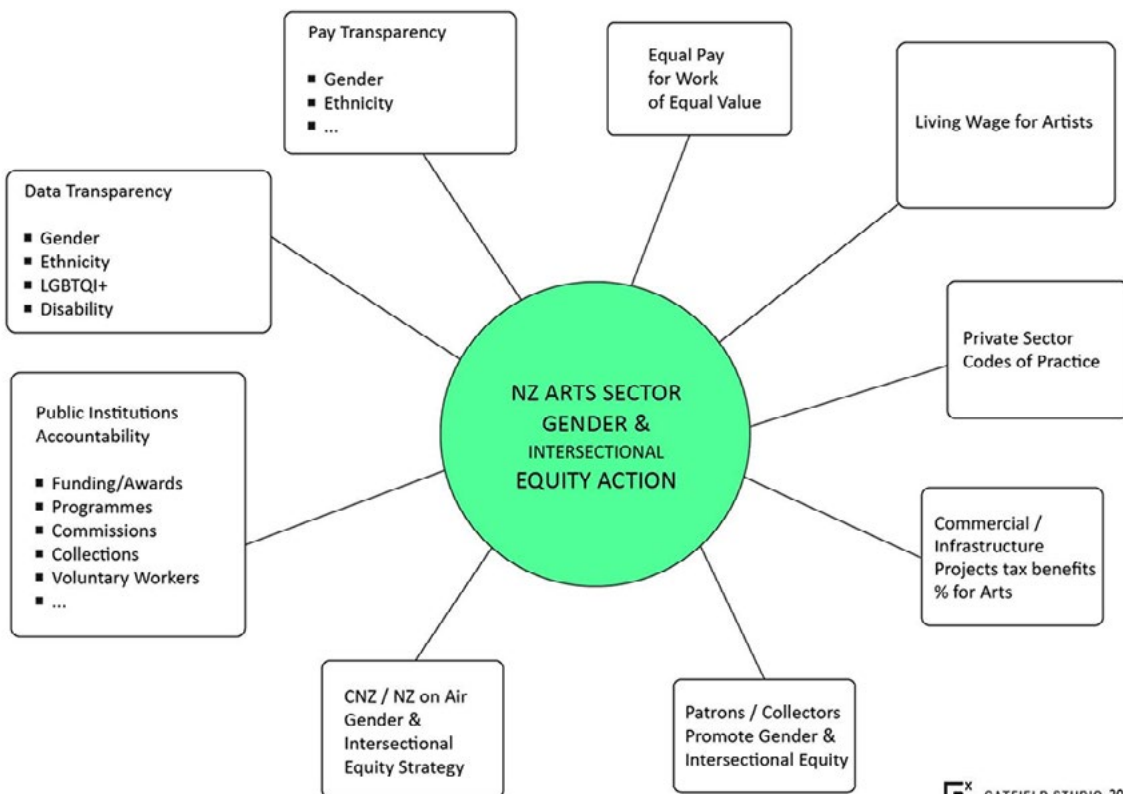 Pay Transparency
■ Gender
■ Ethnicity
■ ...
Equal Pay
for Work
of Equal Value
Living Wage for Artists
Data Transparency
■ Gender
■ Ethnicity
■ LGBTQI+
■ Disability
Private Sector
Codes of Practice
NZ ARTS SECTOR
GENDER &
INTERSECTIONAL
EQUITY ACTION
Public Institutions
Accountability
■ Funding/Awards
■ Programmes
■ Commissions
■ Collections
■ Voluntary Workers
■ ...
Commercial /
Infrastructure
Projects tax benefits
% for Arts
CNZ / NZ on Air
Gender &
Intersectional
Equity Strategy
Patrons / Collectors
Promote Gender &
Intersectional Equity
GATFIELD STUDIO